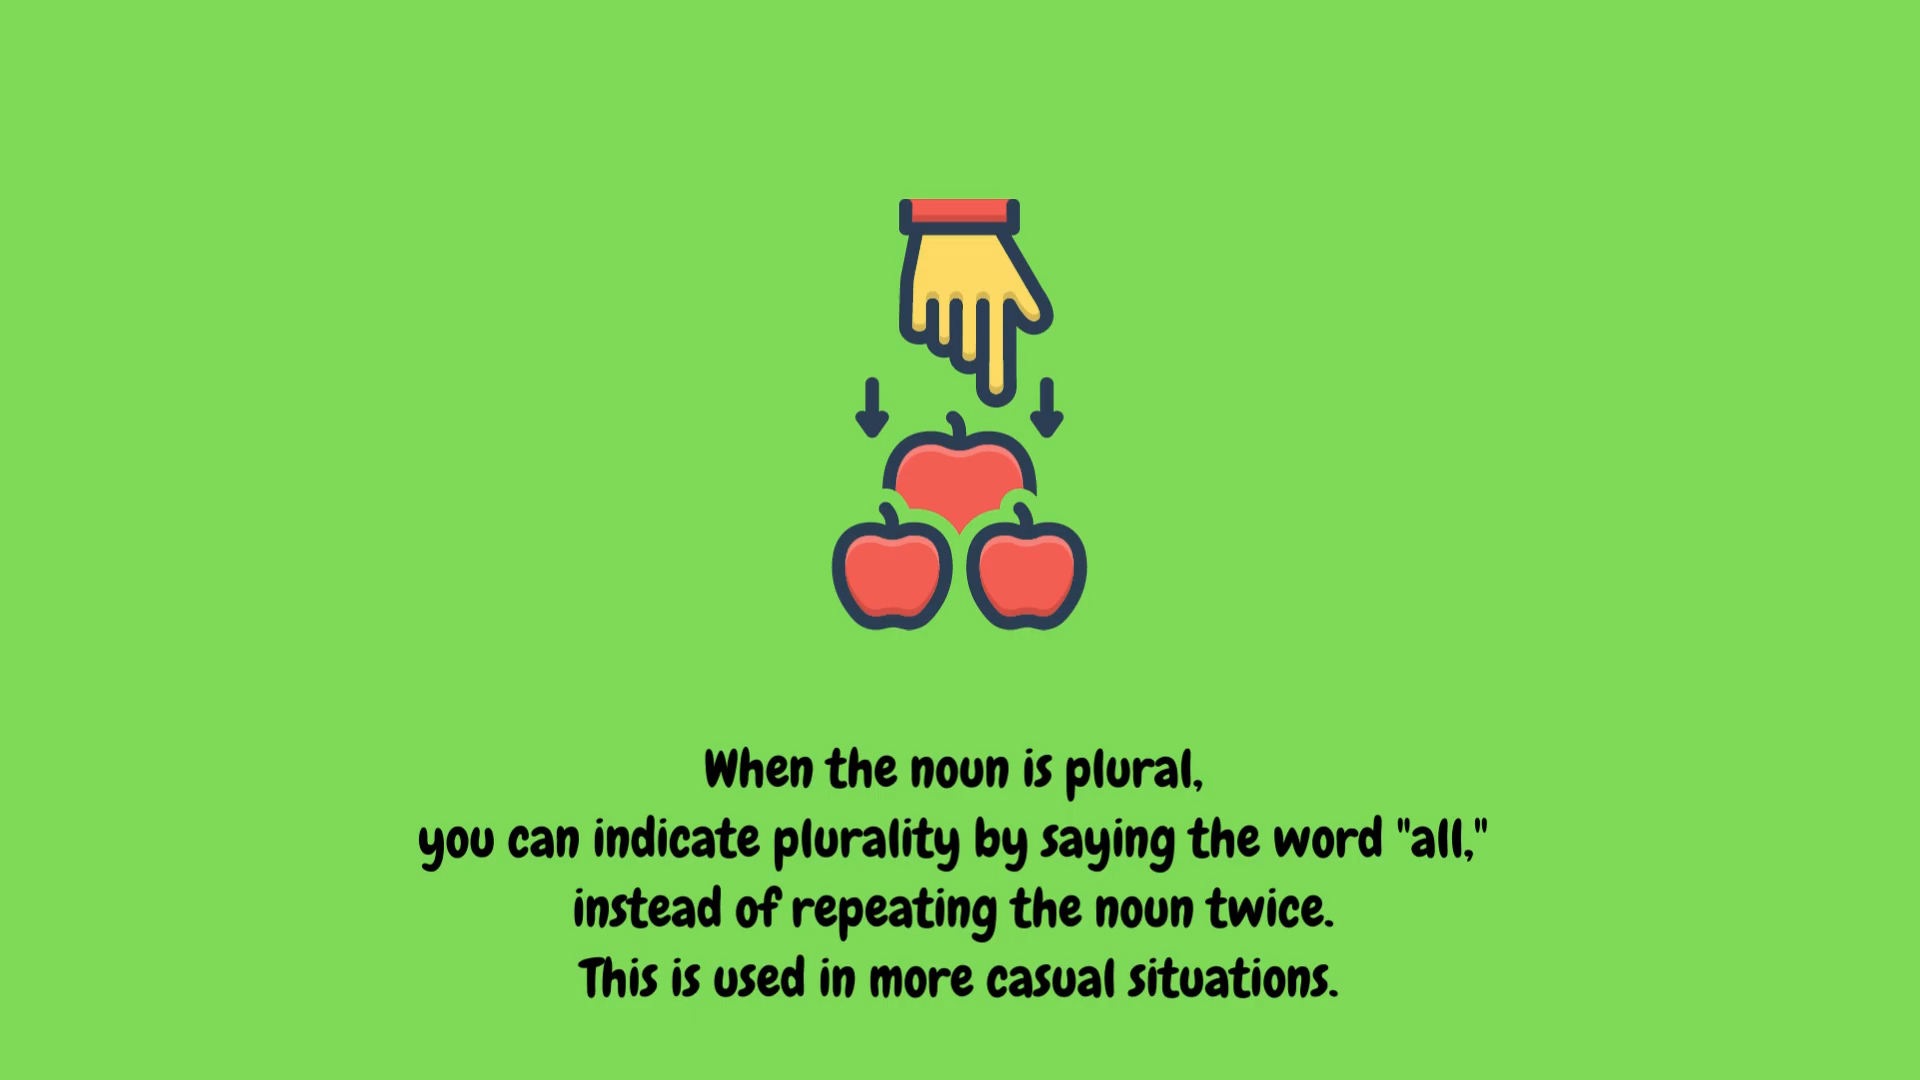 When the noun is plural,
you can indicate plurality by saying the word "all,"
instead of repeating the noun twice.
This is used in more casual situations.